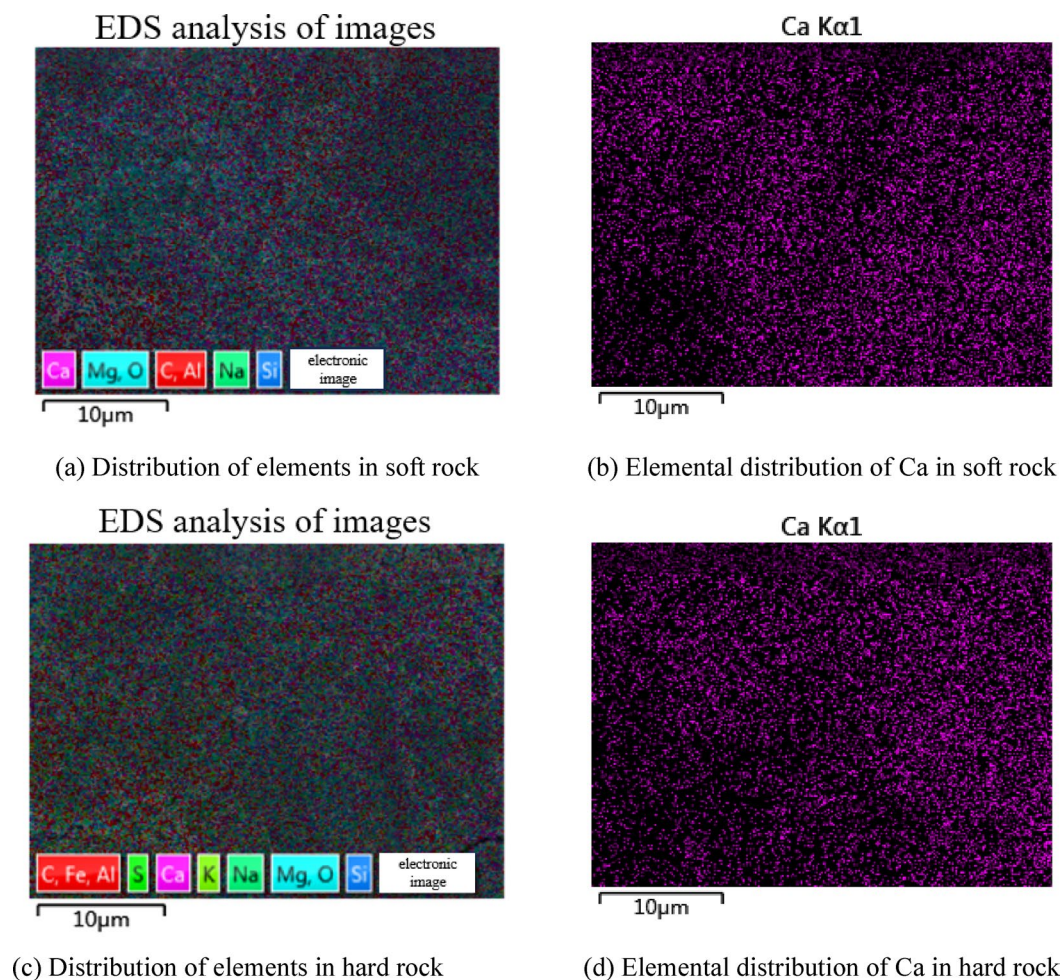 EDS analysis of images
Ca Kα1
Ca Mg, O C, Al Na Si electronic image
10μm
10μm
(a) Distribution of elements in soft rock
(b) Elemental distribution of Ca in soft rock
EDS analysis of images
Ca Kα1
C, Fe, Al S Ca K Na Mg, O Si electronic image
10μm
10μm
(c) Distribution of elements in hard rock
(d) Elemental distribution of Ca in hard rock